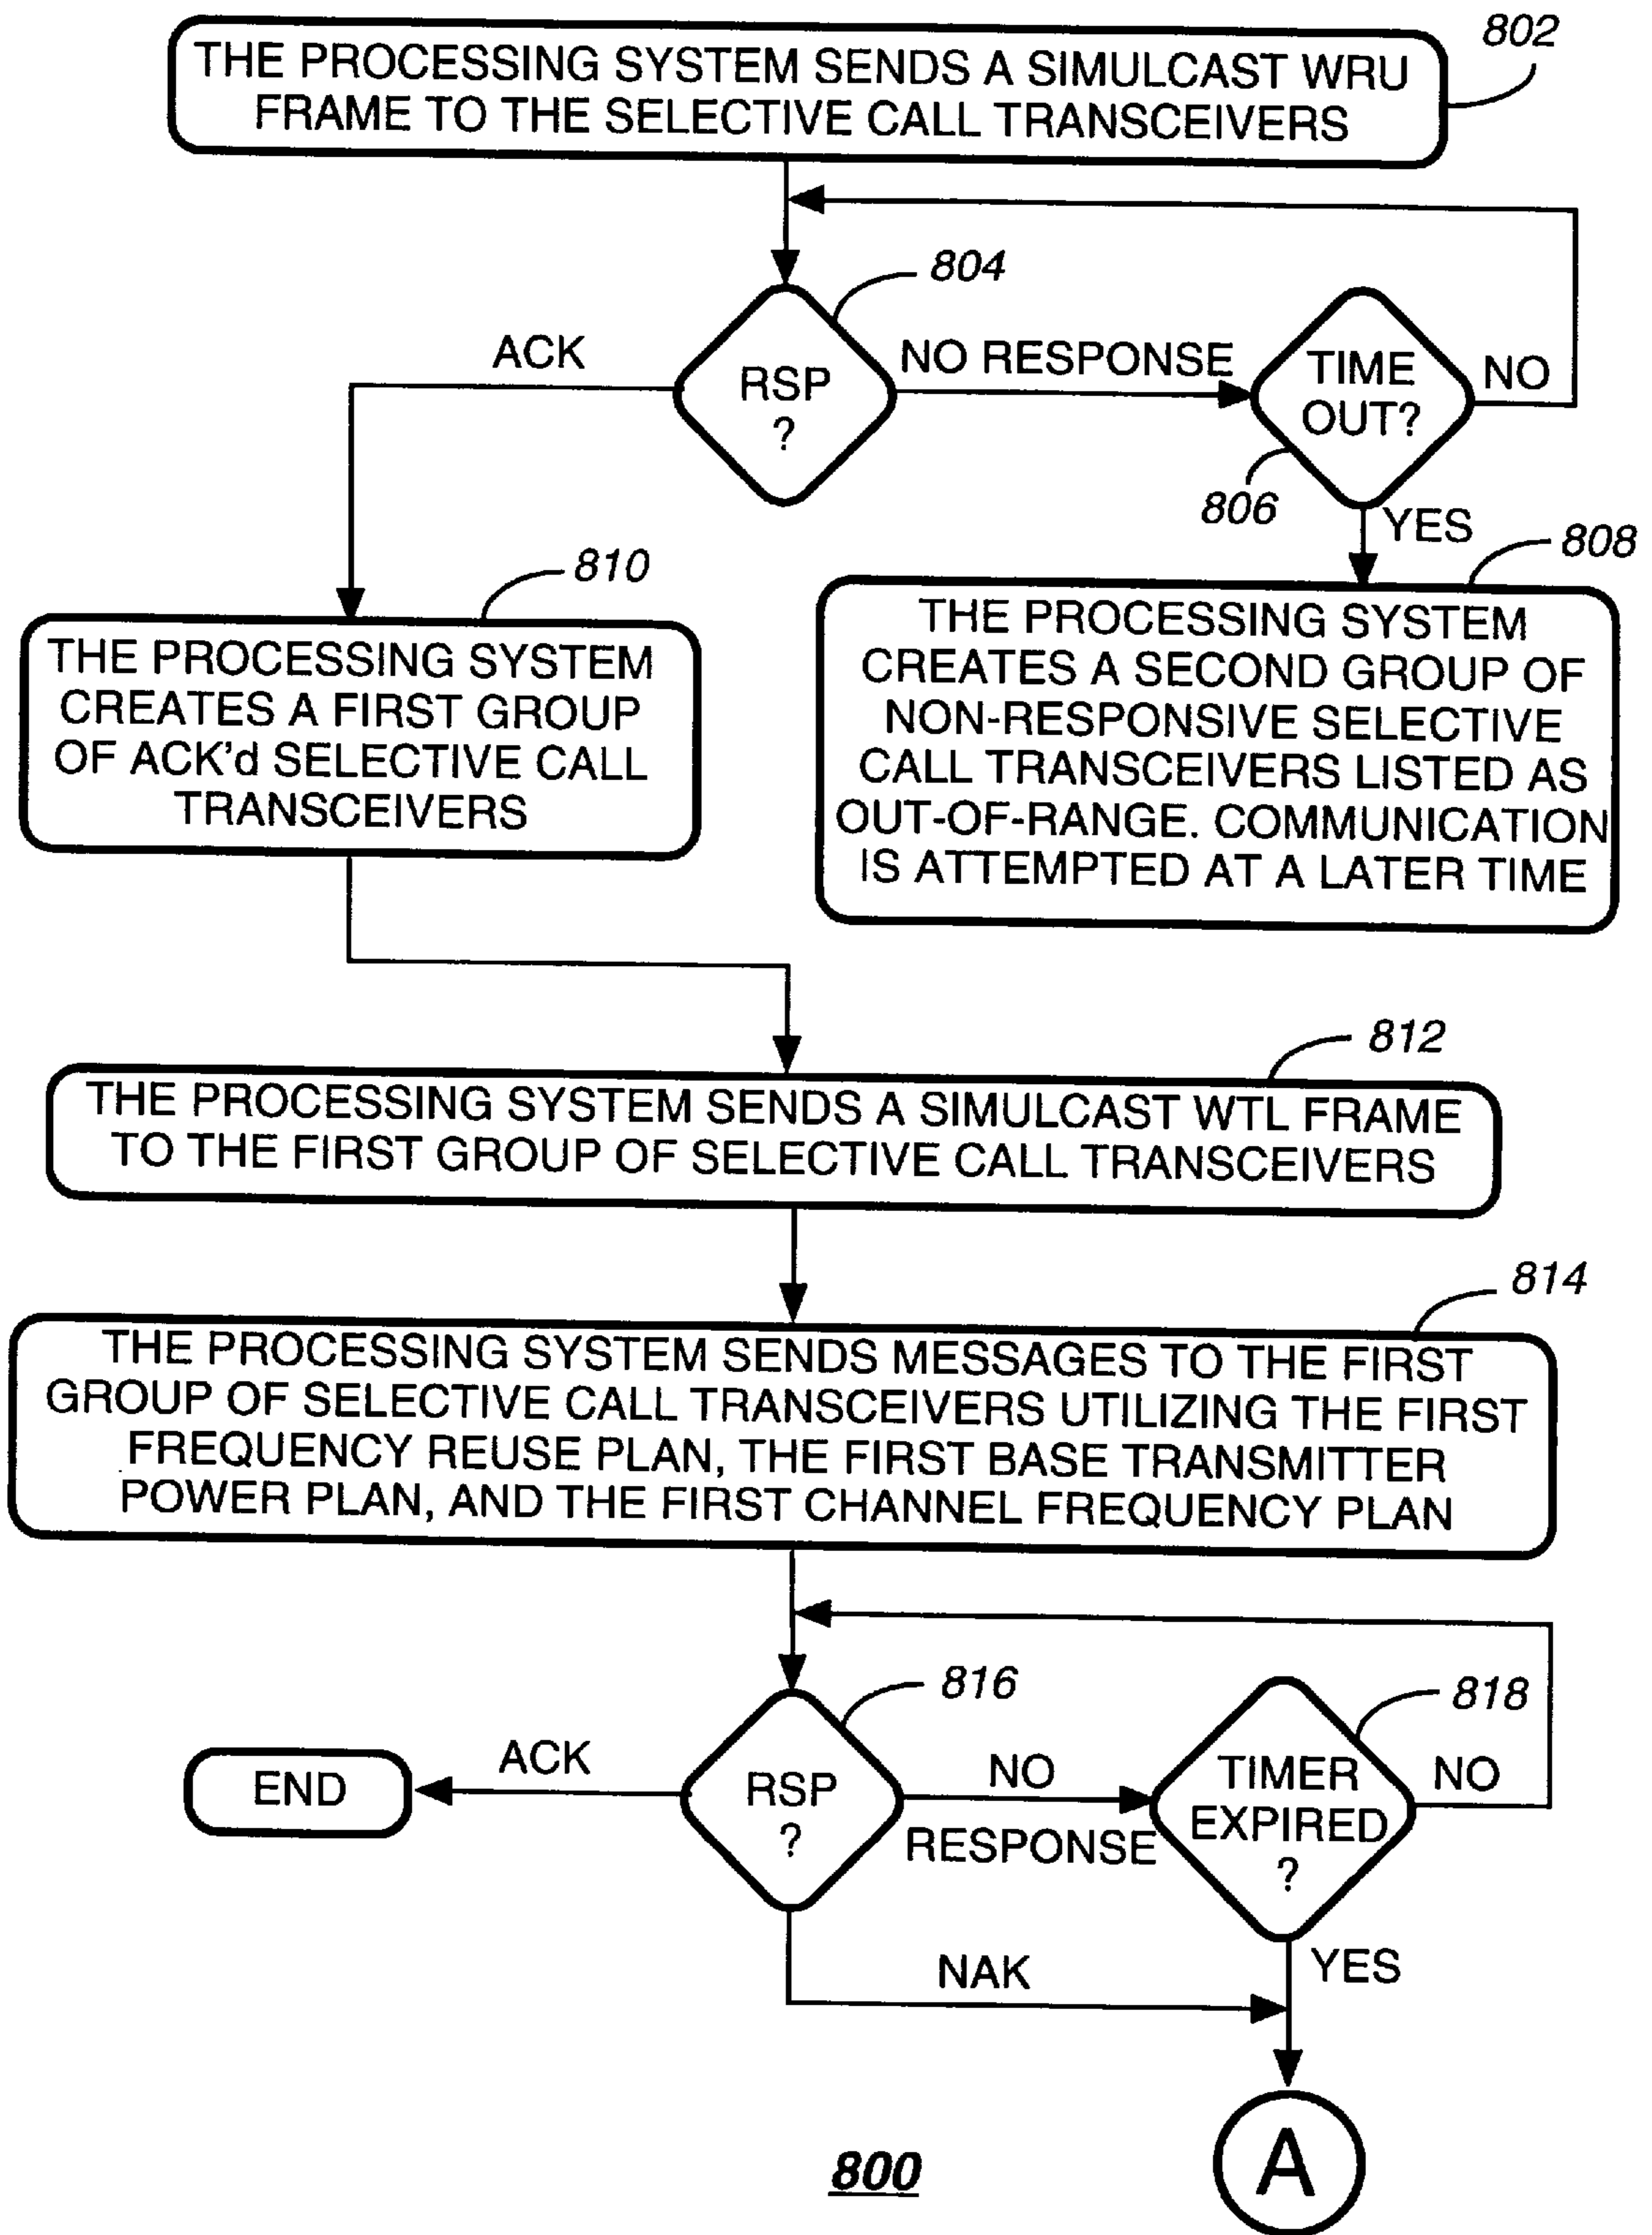 802
THE PROCESSING SYSTEM SENDS A SIMULCAST WRU
FRAME TO THE SELECTIVE CALL TRANSCEIVERS
804
ACK
RSP
?
NO RESPONSE
TIME
OUT?
NO
806
YES
808
810
THE PROCESSING SYSTEM
CREATES A FIRST GROUP
OF ACK'd SELECTIVE CALL
TRANSCEIVERS
THE PROCESSING SYSTEM
CREATES A SECOND GROUP OF
NON-RESPONSIVE SELECTIVE
CALL TRANSCEIVERS LISTED AS
OUT-OF-RANGE. COMMUNICATION
IS ATTEMPTED AT A LATER TIME
812
THE PROCESSING SYSTEM SENDS A SIMULCAST WTL FRAME
TO THE FIRST GROUP OF SELECTIVE CALL TRANSCEIVERS
814
THE PROCESSING SYSTEM SENDS MESSAGES TO THE FIRST
GROUP OF SELECTIVE CALL TRANSCEIVERS UTILIZING THE FIRST
FREQUENCY REUSE PLAN, THE FIRST BASE TRANSMITTER
POWER PLAN, AND THE FIRST CHANNEL FREQUENCY PLAN
816
818
END
ACK
RSP
?
NO
RESPONSE
TIMER
EXPIRED
?
NO
NAK
YES
A
800